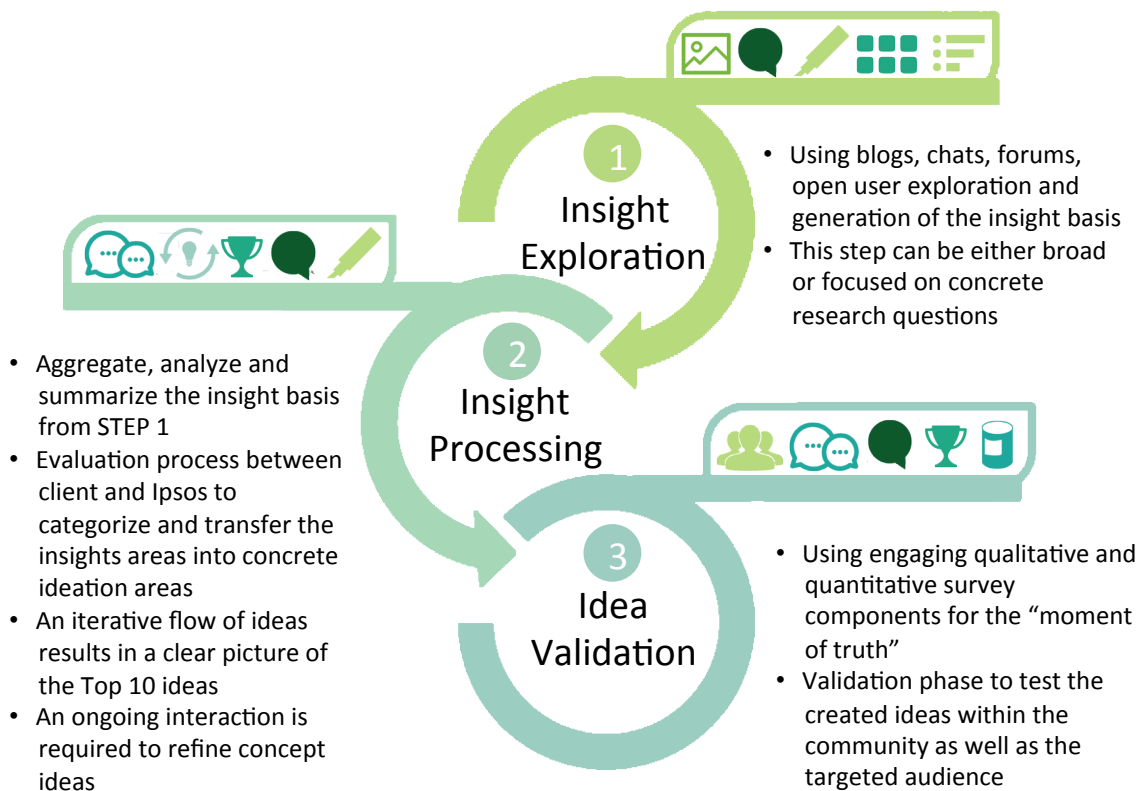 1
Insight
Exploration
• Using blogs, chats, forums,
open user exploration and
generation of the insight basis
• This step can be either broad
or focused on concrete
research questions
2
Insight
Processing
• Aggregate, analyze and
summarize the insight basis
from STEP 1
• Evaluation process between
client and Ipsos to
categorize and transfer the
insights areas into concrete
ideation areas
• An iterative flow of ideas
results in a clear picture of
the Top 10 ideas
• An ongoing interaction is
required to refine concept
ideas
3
Idea
Validation
• Using engaging qualitative and
quantitative survey
components for the “moment
of truth”
• Validation phase to test the
created ideas within the
community as well as the
targeted audience